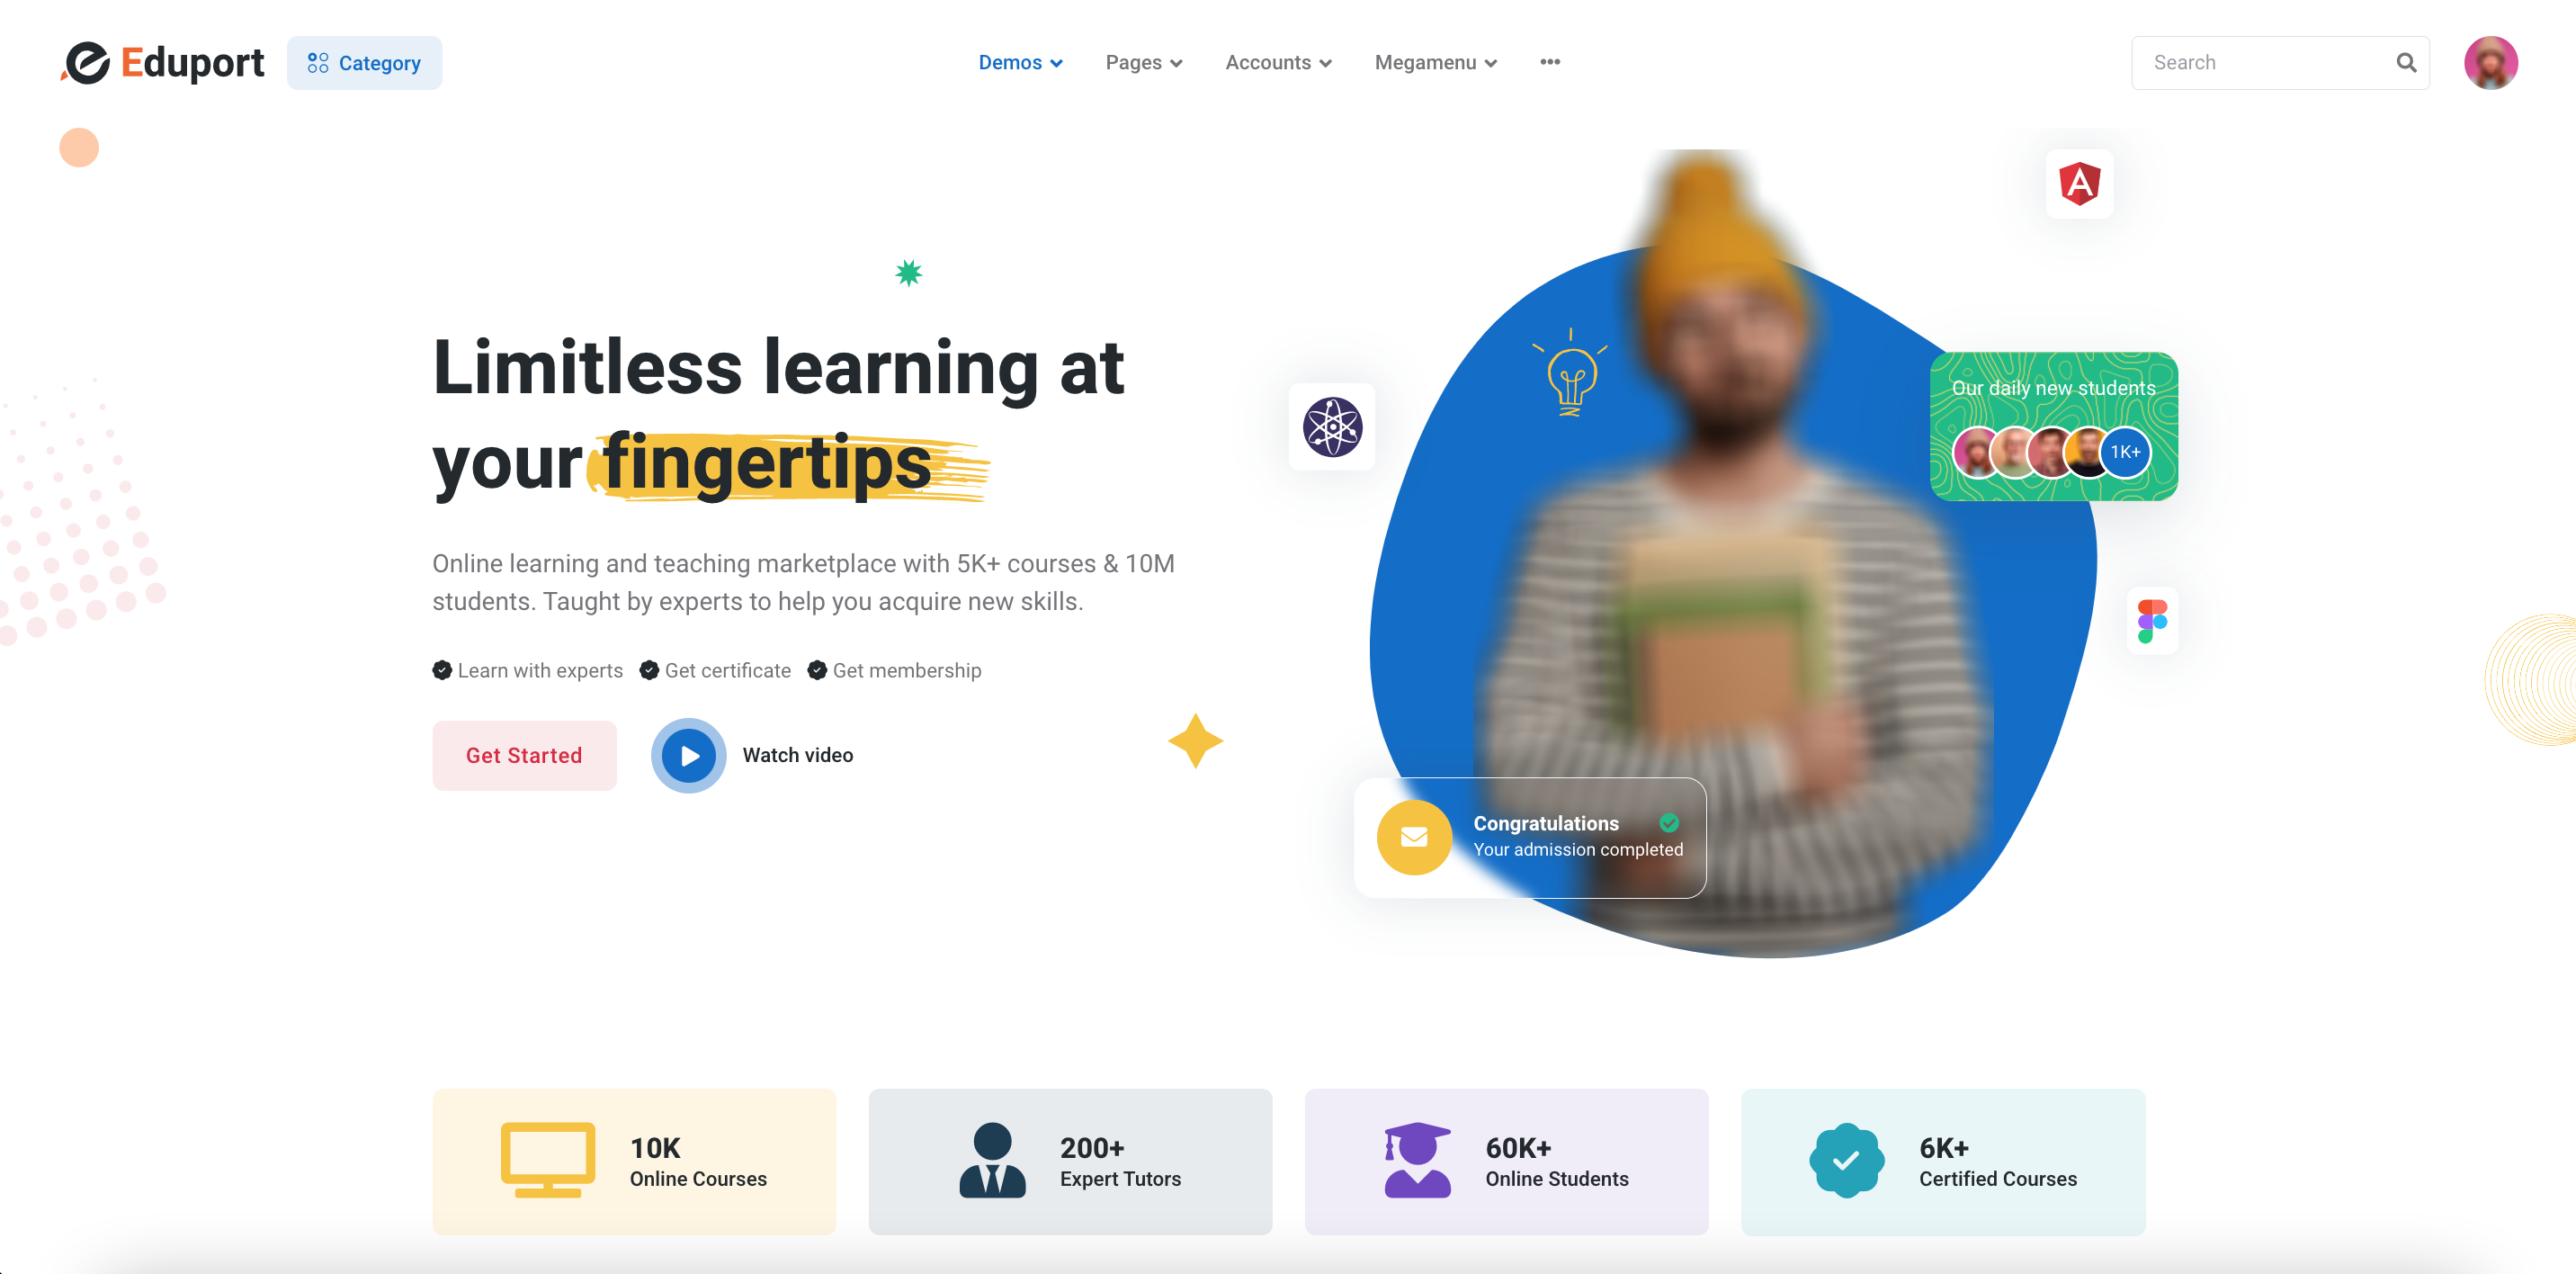 Eduport
Category
Demos
Pages
Accounts
Megamenu
Search
Limitless learning at
your fingertips
Online learning and teaching marketplace with 5K+ courses & 10M
students. Taught by experts to help you acquire new skills.
Learn with experts
Get certificate
Get membership
Get Started
Watch video
Our daily new students
1K+
Congratulations
Your admission completed
10K
Online Courses
200+
Expert Tutors
60K+
Online Students
6K+
Certified Courses